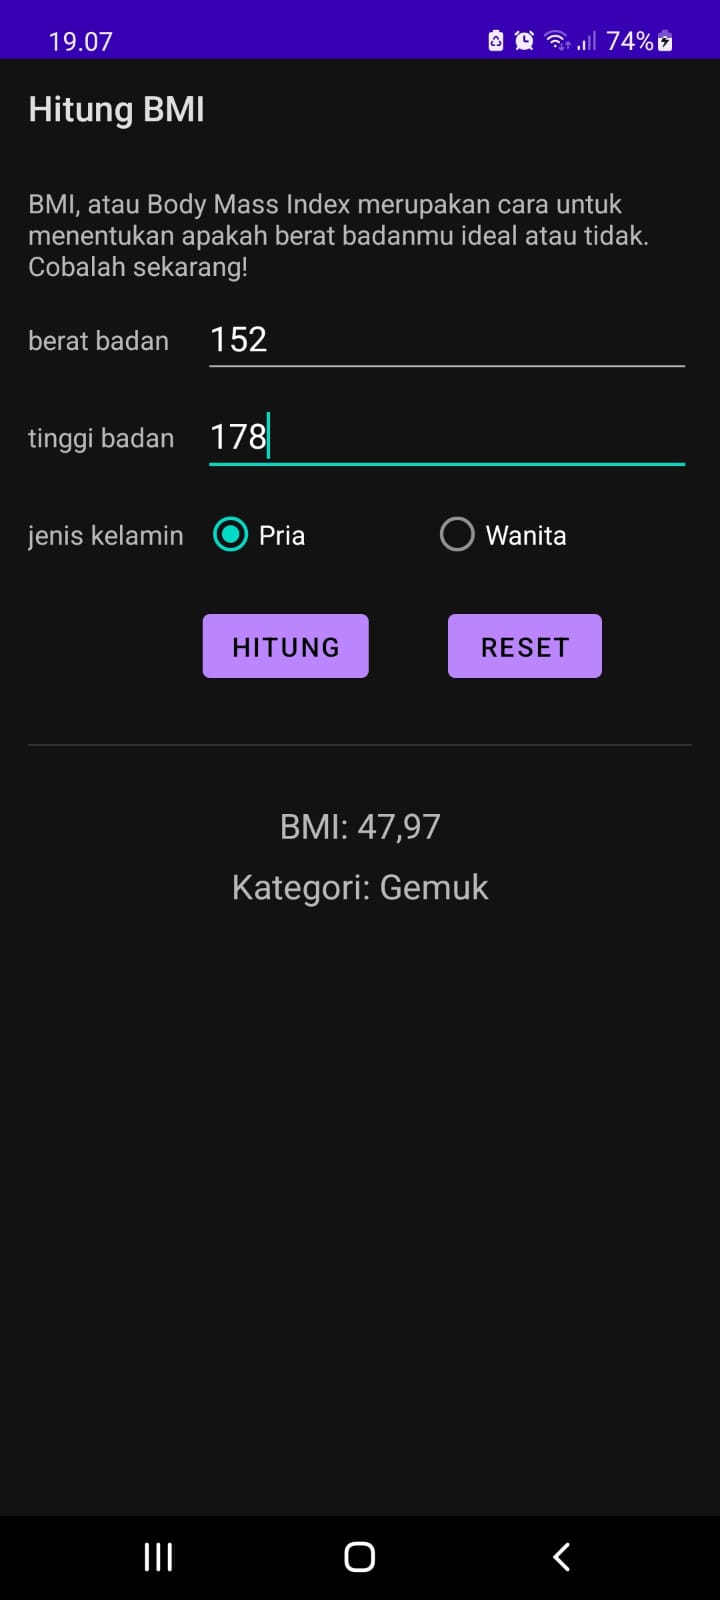 19.07 74%
Hitung BMI
BMI, atau Body Mass Index merupakan cara untuk
menentukan apakah berat badanmu ideal atau tidak.
Cobalah sekarang!
berat badan 152
tinggi badan 178
jenis kelamin Pria Wanita
HITUNG RESET
BMI: 47,97
Kategori: Gemuk